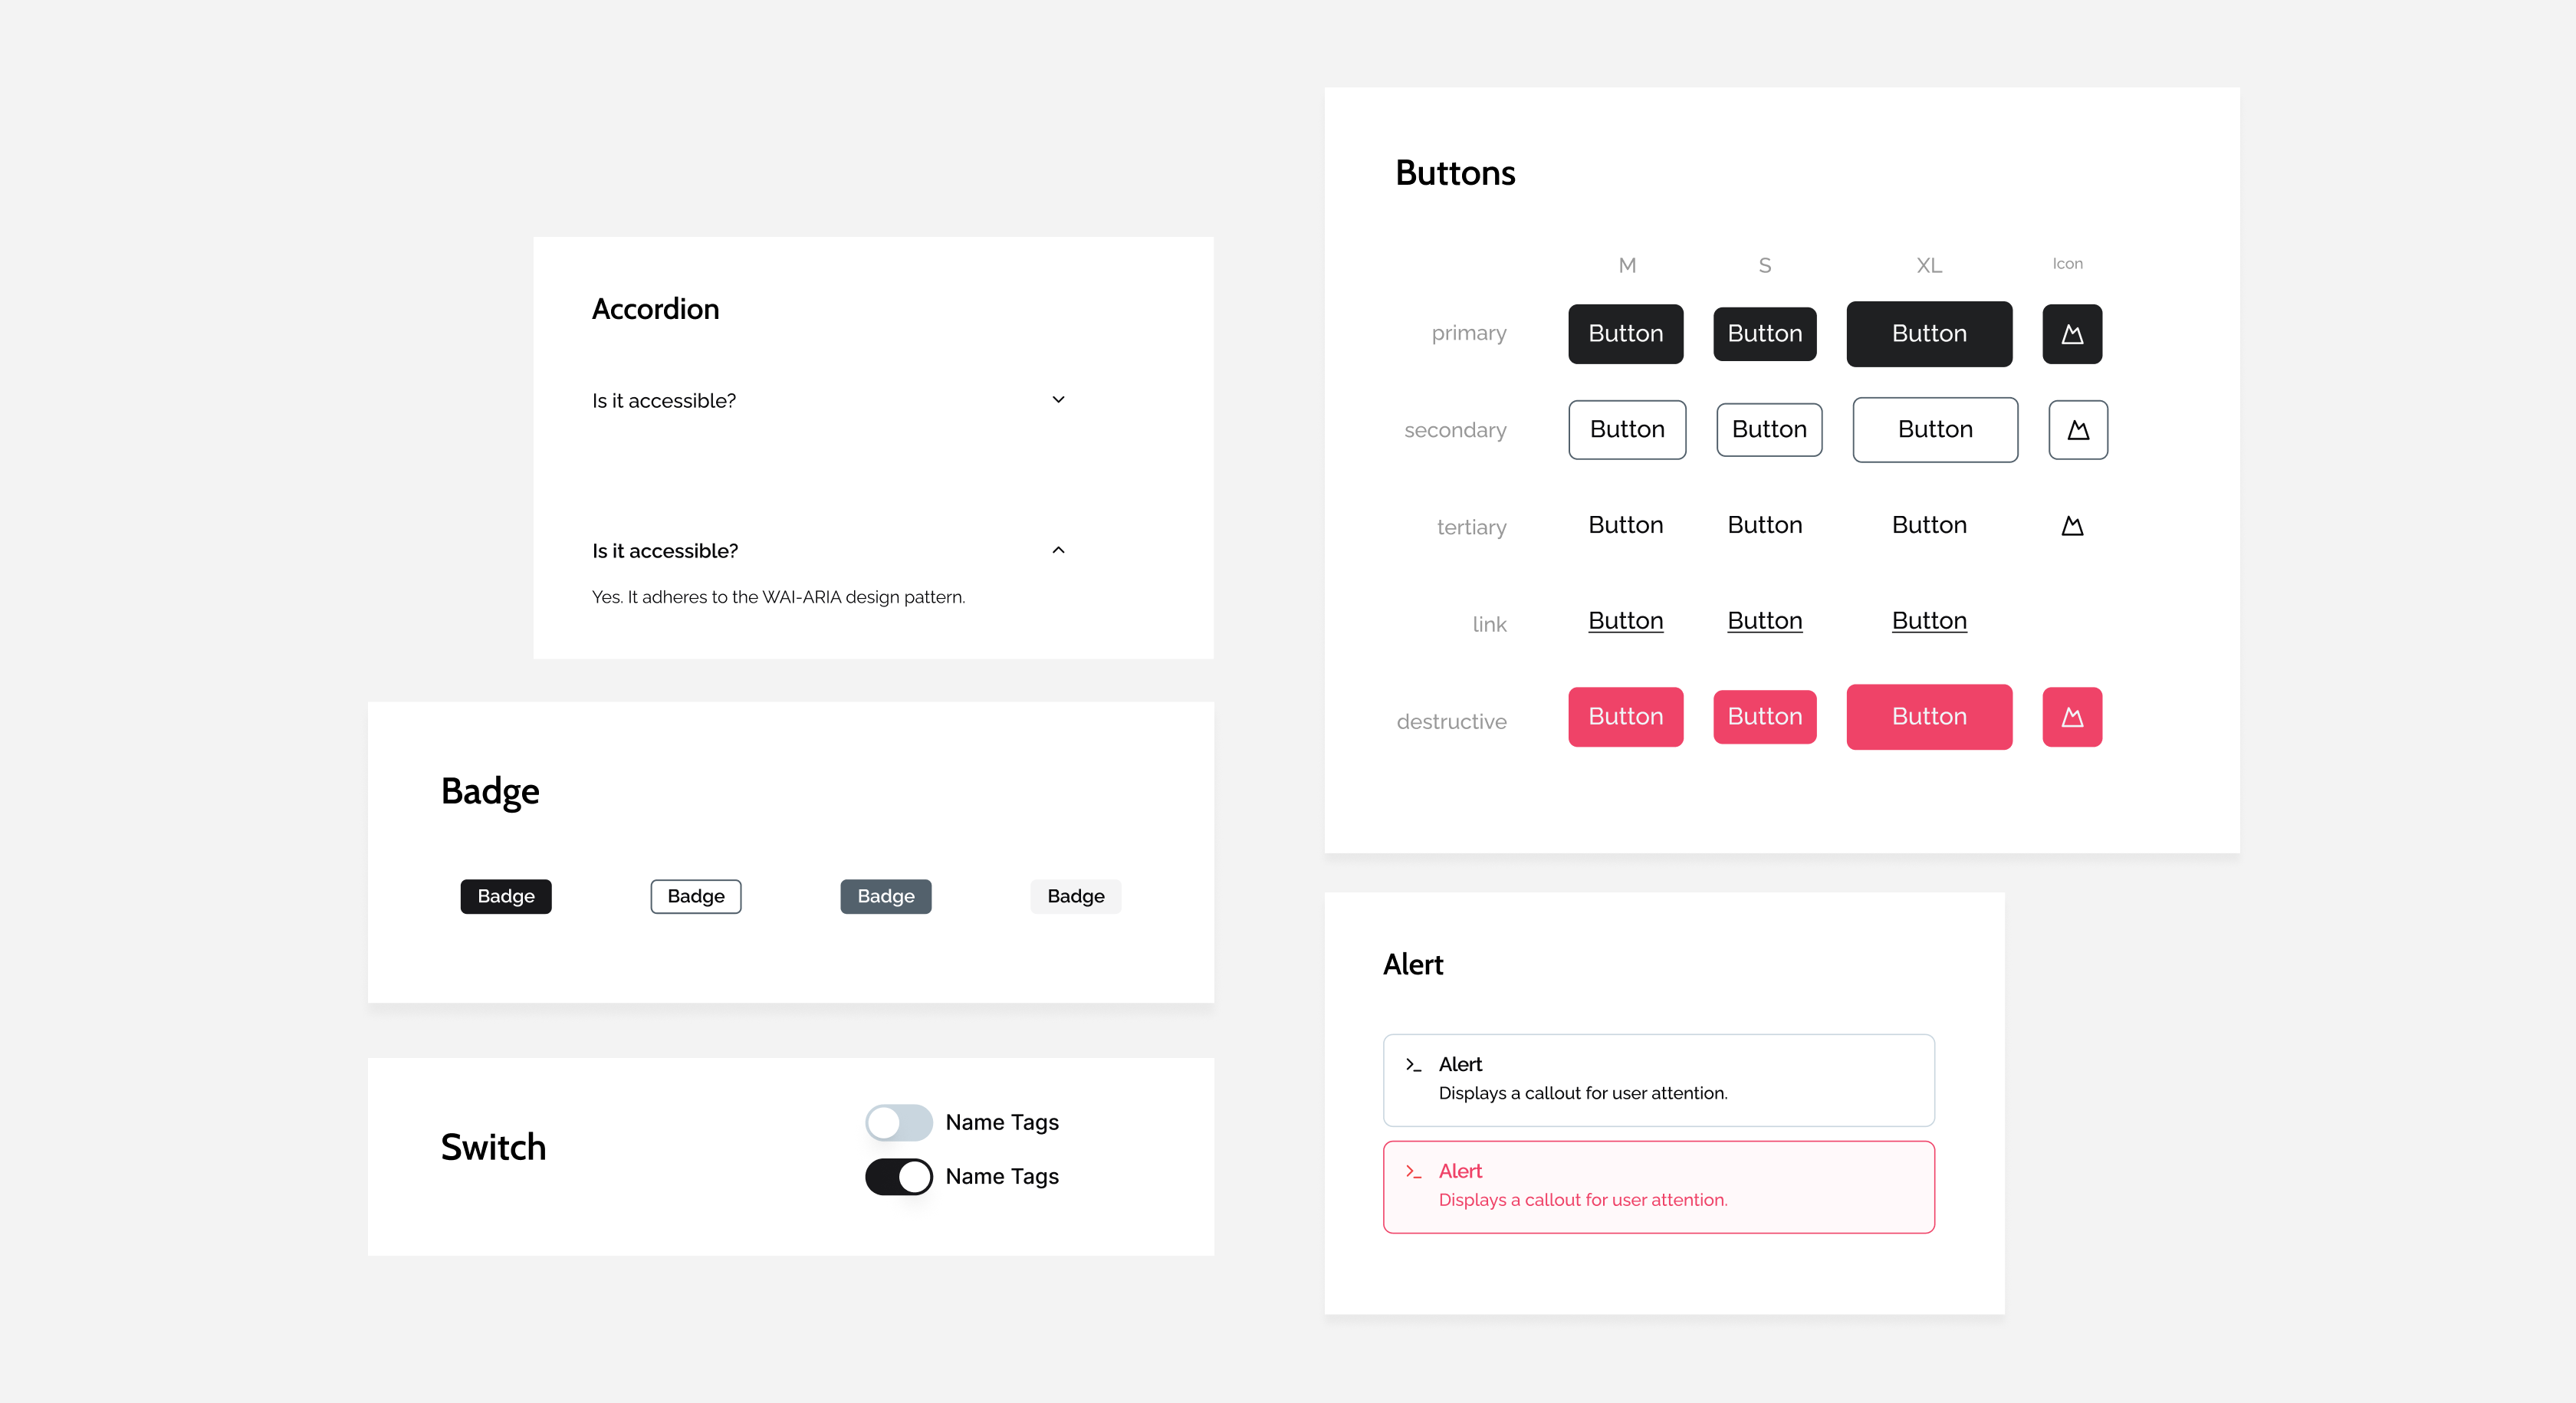 Accordion
Is it accessible?
Is it accessible?
Yes. It adheres to the WAI-ARIA design pattern.
Badge
Badge Badge Badge Badge
Switch
Name Tags
Name Tags
Buttons
M S XL Icon
primary Button Button Button
secondary Button Button Button
tertiary Button Button Button
link Button Button Button
destructive Button Button Button
Alert
Alert
Displays a callout for user attention.
Alert
Displays a callout for user attention.